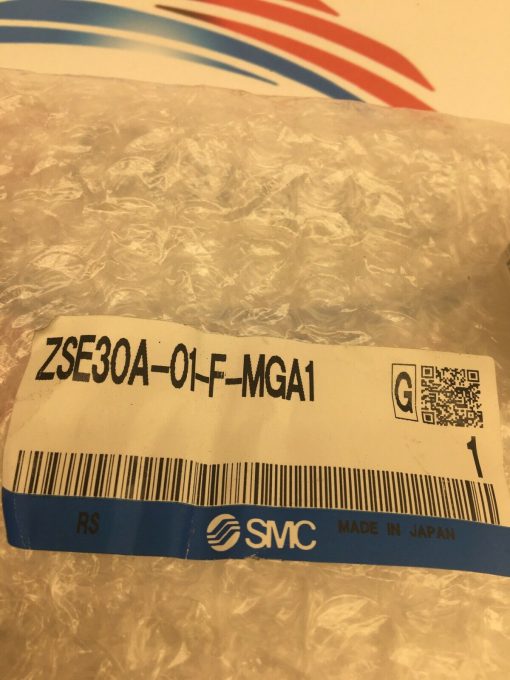 ZSE30A-01-F-MGA1
G
1
RS
SMC MADE IN JAPAN